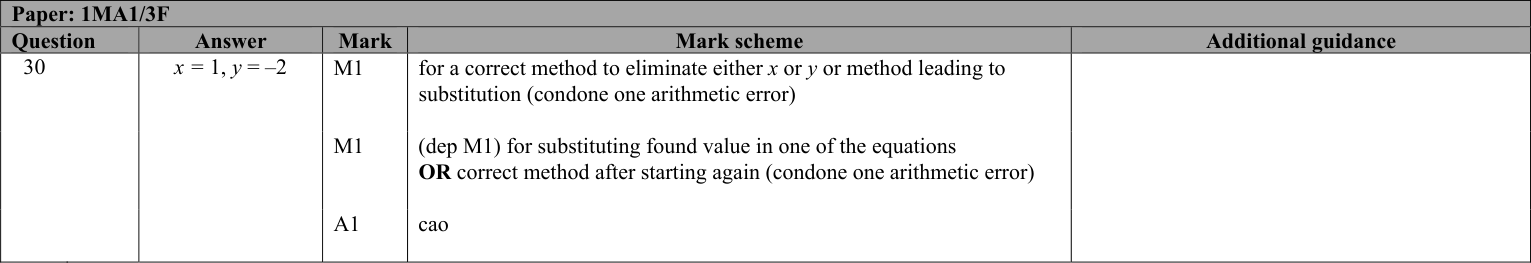 Paper: 1MA1/3F
Question Answer Mark Mark scheme Additional guidance
30 x = 1, y = –2 M1 for a correct method to eliminate either x or y or method leading to
substitution (condone one arithmetic error)
M1 (dep M1) for substituting found value in one of the equations
OR correct method after starting again (condone one arithmetic error)
A1 cao